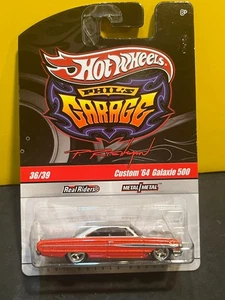 Hot Wheels
PHIL'S
GARAGE
36/39
Custom '64 Galaxie 500
Real Riders
METAL/METAL